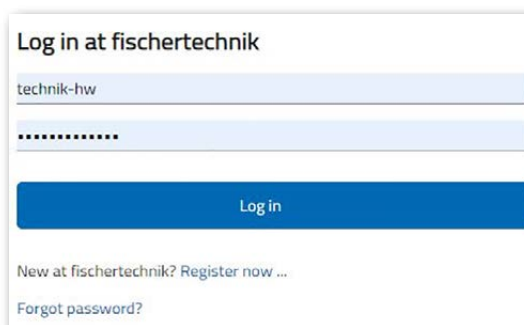 Log in at fischertechnik
technik-hw
•••••••••••••
Log in
New at fischertechnik? Register now ...
Forgot password?